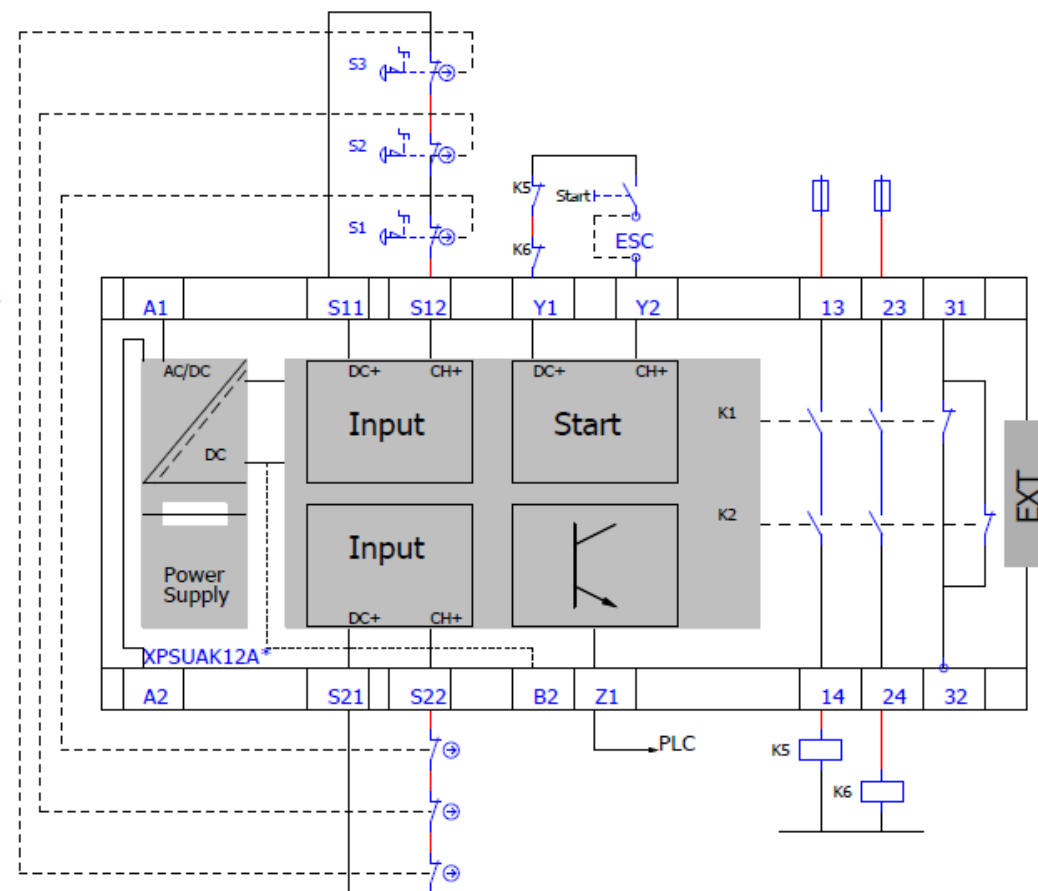 S3
S2
S1
K5
Start
K6
ESC
A1
S11
S12
Y1
Y2
13
23
31
AC/DC
DC
DC+
CH+
Input
DC+
CH+
Start
K1
K2
EXT
Input
DC+
CH+
Power
Supply
XPSUAK12A*
A2
S21
S22
B2
Z1
14
24
32
PLC
K5
K6